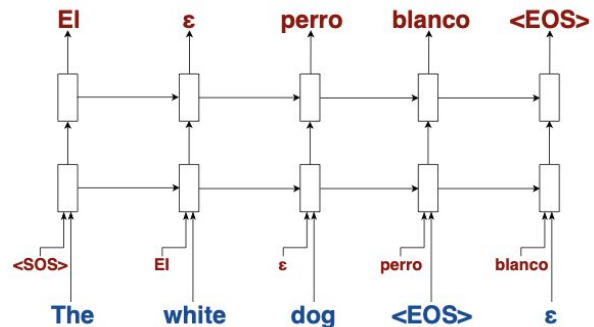 El ε perro blanco <EOS>
<SOS> El ε perro blanco
The white dog <EOS> ε